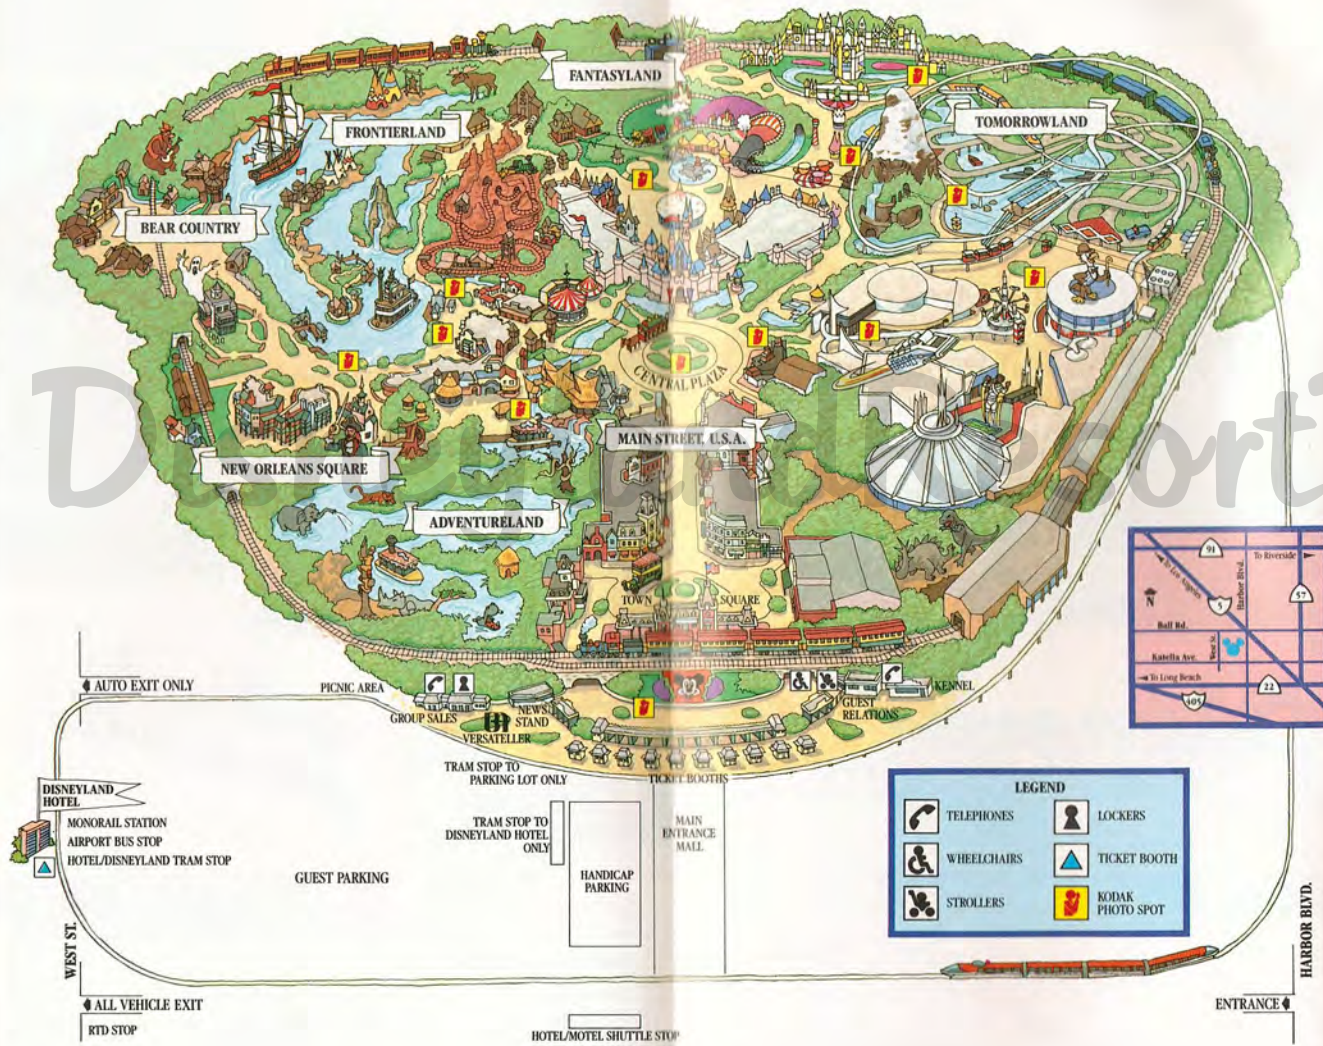 FANTASYLAND
FRONTIERLAND
TOMORROWLAND
BEAR COUNTRY
CENTRAL PLAZA
MAIN STREET, U.S.A.
NEW ORLEANS SQUARE
ADVENTURELAND
TOWN SQUARE
AUTO EXIT ONLY
PICNIC AREA
GROUP SALES
NEWS
STAND
VERSATELLER
GUEST
RELATIONS
KENNEL
TRAM STOP TO
PARKING LOT ONLY
TICKET BOOTHS
DISNEYLAND
HOTEL
MONORAIL STATION
AIRPORT BUS STOP
HOTEL/DISNEYLAND TRAM STOP
TRAM STOP TO
DISNEYLAND HOTEL
ONLY
MAIN
ENTRANCE
MALL
GUEST PARKING
HANDICAP
PARKING
WEST ST.
ALL VEHICLE EXIT
RTD STOP
HOTEL/MOTEL SHUTTLE STOP
LEGEND
TELEPHONES
LOCKERS
WHEELCHAIRS
TICKET BOOTH
STROLLERS
KODAK
PHOTO SPOT
HARBOR BLVD.
ENTRANCE
91
To Riverside
To Los Angeles
Harbor Blvd.
57
5
N
Ball Rd.
Katella Ave.
West St.
To Long Beach
22
405
Disneyland Resorti